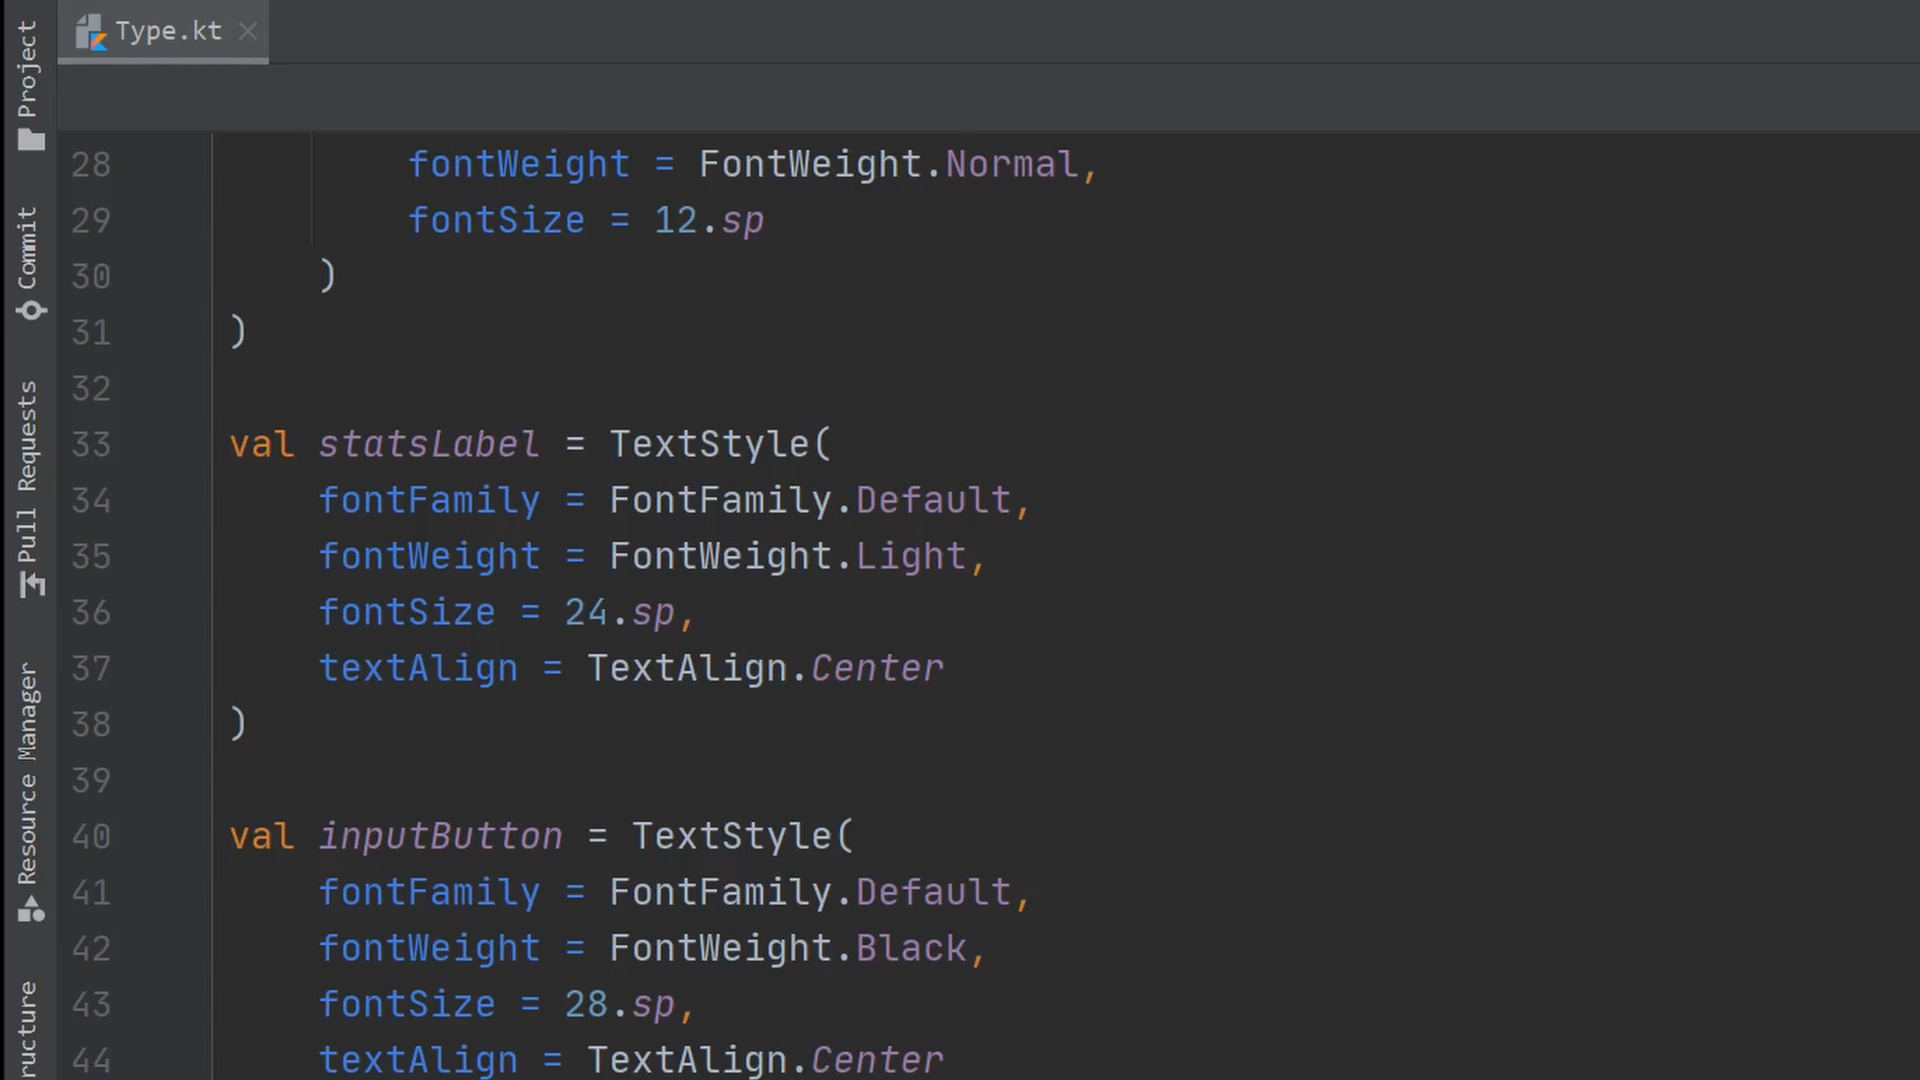 Type.kt
Project
Commit
Pull Requests
Resource Manager
ructure
28 fontWeight = FontWeight.Normal,
29 fontSize = 12.sp
30 )
31 )
32
33 val statsLabel = TextStyle(
34 fontFamily = FontFamily.Default,
35 fontWeight = FontWeight.Light,
36 fontSize = 24.sp,
37 textAlign = TextAlign.Center
38 )
39
40 val inputButton = TextStyle(
41 fontFamily = FontFamily.Default,
42 fontWeight = FontWeight.Black,
43 fontSize = 28.sp,
44 textAlign = TextAlign.Center